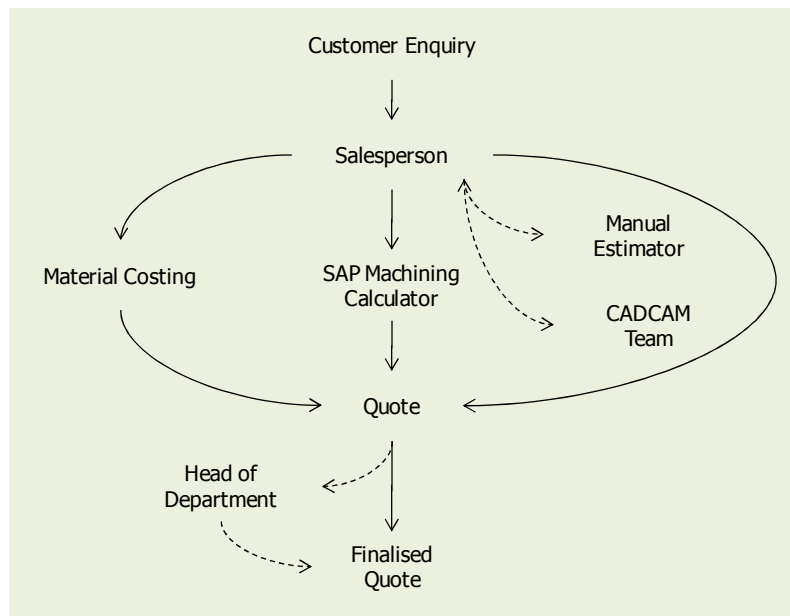 Customer Enquiry
Salesperson
Manual
Estimator
Material Costing
SAP Machining
Calculator
CADCAM
Team
Quote
Head of
Department
Finalised
Quote